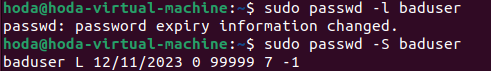 hoda@hoda-virtual-machine:~$ sudo passwd -l baduser
passwd: password expiry information changed.
hoda@hoda-virtual-machine:~$ sudo passwd -S baduser
baduser L 12/11/2023 0 99999 7 -1